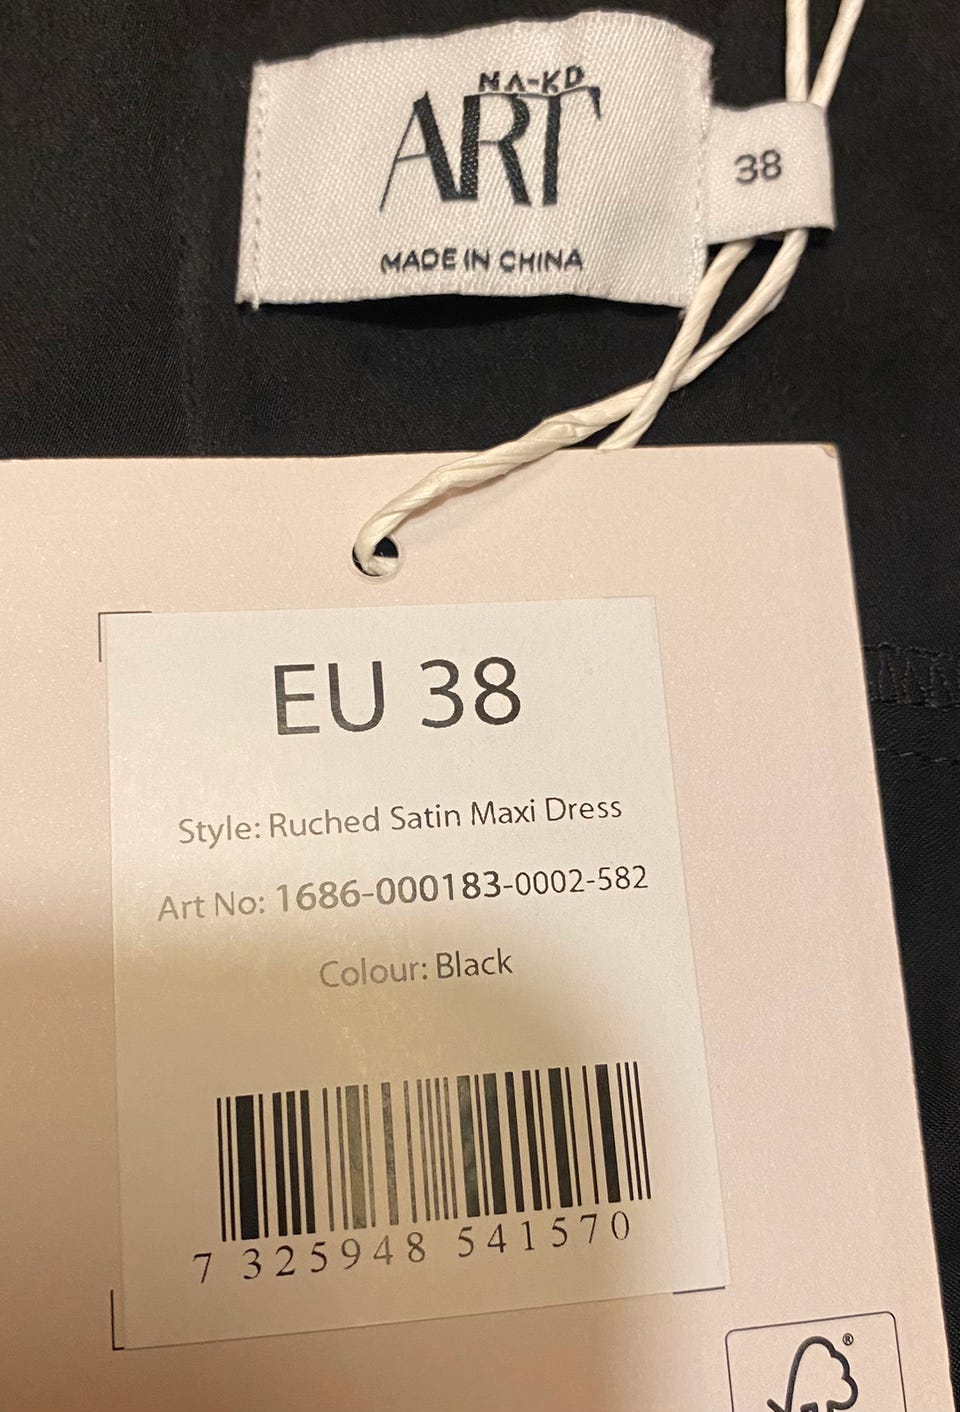 NA-KD
ART
MADE IN CHINA
38
EU 38
Style: Ruched Satin Maxi Dress
Art No: 1686-000183-0002-582
Colour: Black
7 325948 541570
®